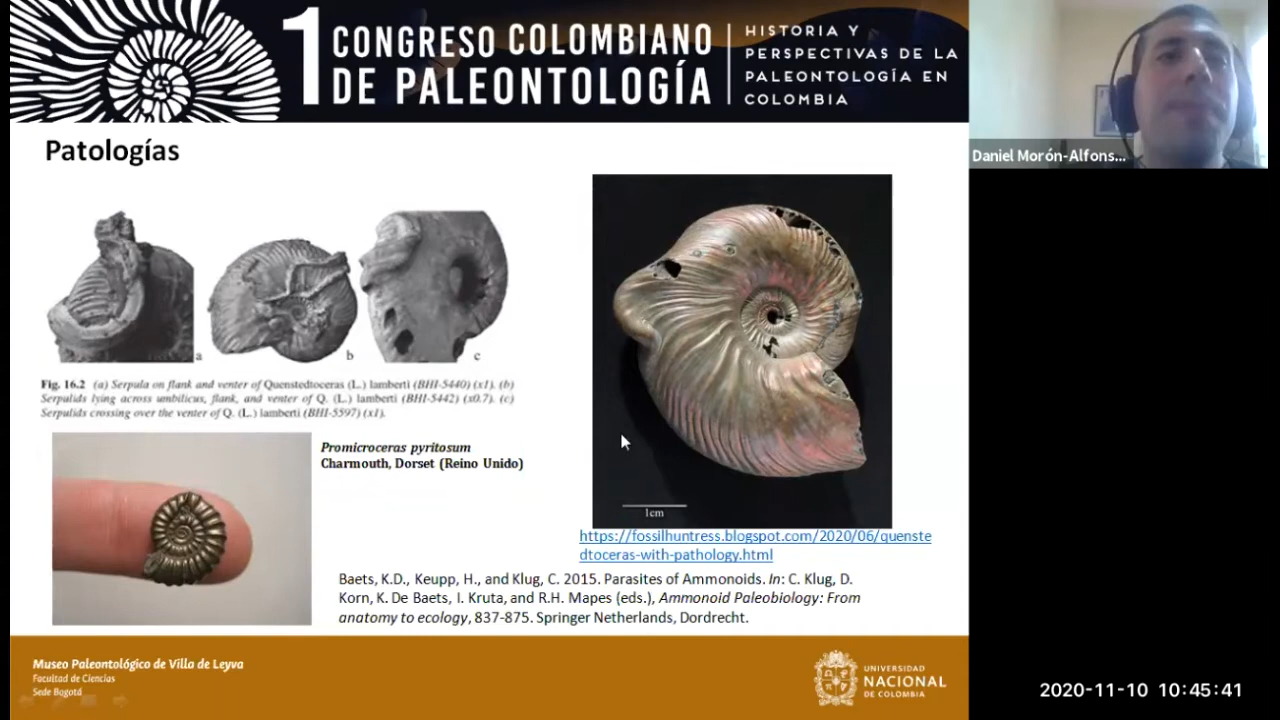 1 CONGRESO COLOMBIANO
DE PALEONTOLOGÍA
HISTORIA Y
PERSPECTIVAS DE LA
PALEONTOLOGÍA EN
COLOMBIA
Daniel Morón-Alfons...
Patologías
a
b
c
Fig. 16.2 (a) Serpula on flank and venter of Quenstedtoceras (L.) lamberti (BHI-5440) (x1). (b)
Serpulids lying across umbilicus, flank, and venter of Q. (L.) lamberti (BHI-5442) (x0.7). (c)
Serpulids crossing over the venter of Q. (L.) lamberti (BHI-5597) (x1).
Promicroceras pyritosum
Charmouth, Dorset (Reino Unido)
1cm
https://fossilhuntress.blogspot.com/2020/06/quenste
dtoceras-with-pathology.html
Baets, K.D., Keupp, H., and Klug, C. 2015. Parasites of Ammonoids. In: C. Klug, D.
Korn, K. De Baets, I. Kruta, and R.H. Mapes (eds.), Ammonoid Paleobiology: From
anatomy to ecology, 837-875. Springer Netherlands, Dordrecht.
Museo Paleontológico de Villa de Leyva
Facultad de Ciencias
Sede Bogotá
UNIVERSIDAD
NACIONAL
DE COLOMBIA
2020-11-10 10:45:41